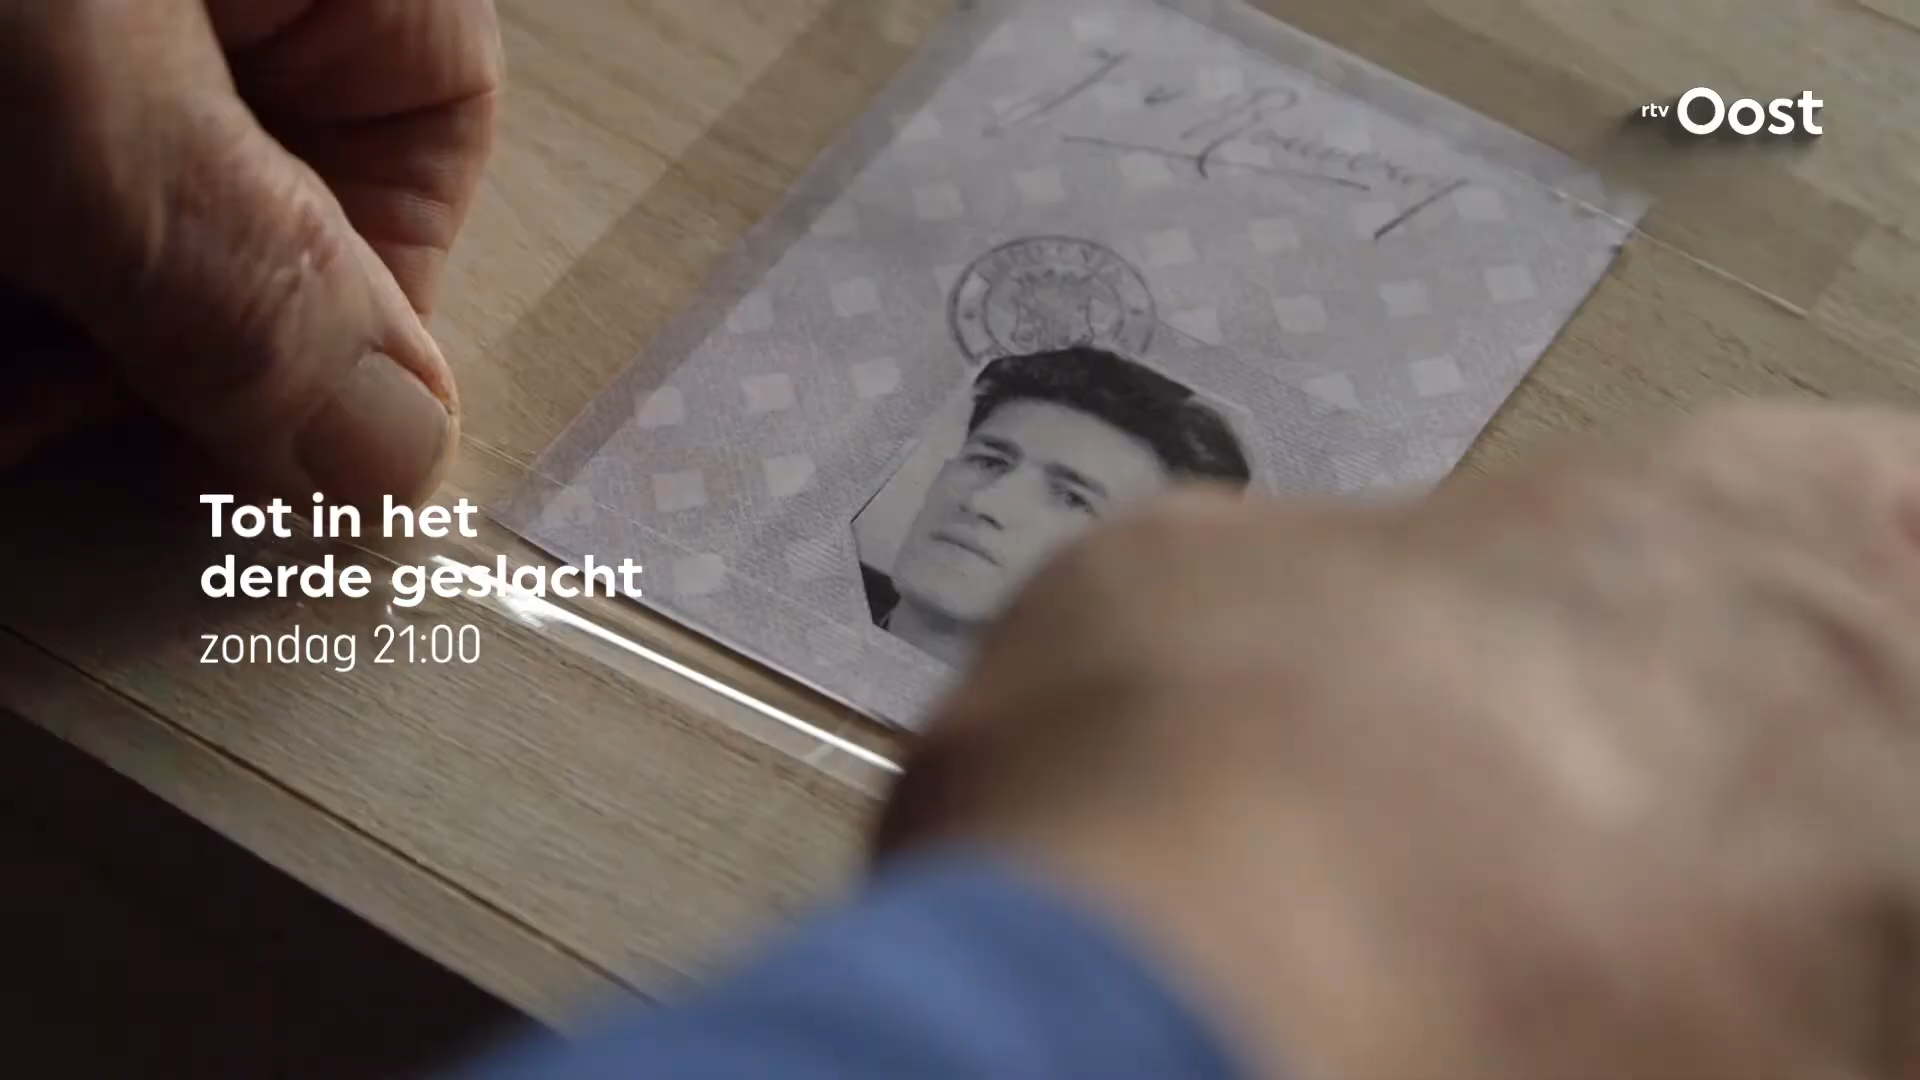 rtv Oost
Tot in het
derde geslacht
zondag 21:00